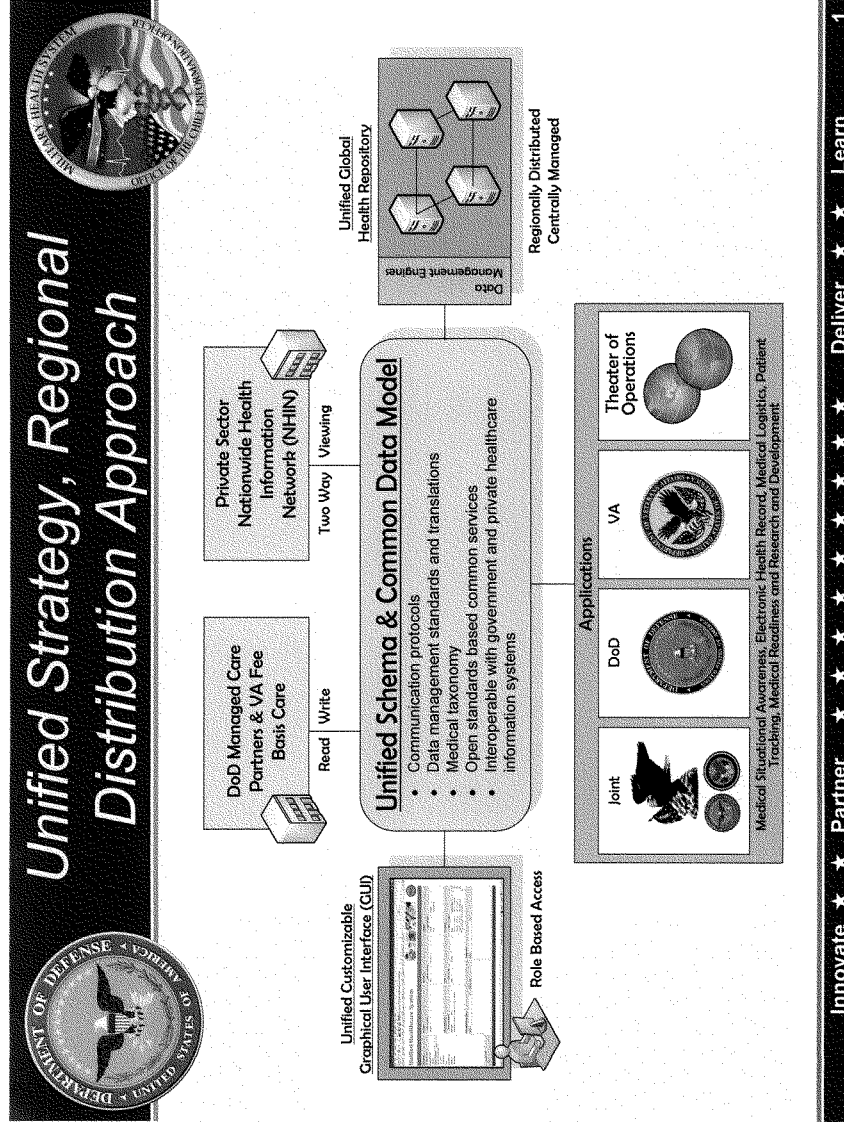 Unified Strategy, Regional
Distribution Approach
DEPARTMENT OF DEFENSE
UNITED STATES OF AMERICA
MILITARY HEALTH SYSTEM
OFFICE OF THE CHIEF INFORMATION OFFICER
DoD Managed Care
Partners & VA Fee
Basis Care
Read Write
Private Sector
Nationwide Health
Information
Network (NHIN)
Two Way Viewing
Unified Customizable
Graphical User Interface (GUI)
Role Based Access
Unified Schema & Common Data Model
• Communication protocols
• Data management standards and translations
• Medical taxonomy
• Open standards based common services
• Interoperable with government and private healthcare
information systems
Unified Global
Health Repository
Data
Management Engines
Regionally Distributed
Centrally Managed
Applications
Joint
DoD
VA
Theater of
Operations
Medical Situational Awareness, Electronic Health Record, Medical Logistics, Patient
Tracking, Medical Readiness and Research and Development
Innovate ★ ★ Partner ★ ★ ★ ★ ★ ★ ★ Deliver ★ ★ Learn 1